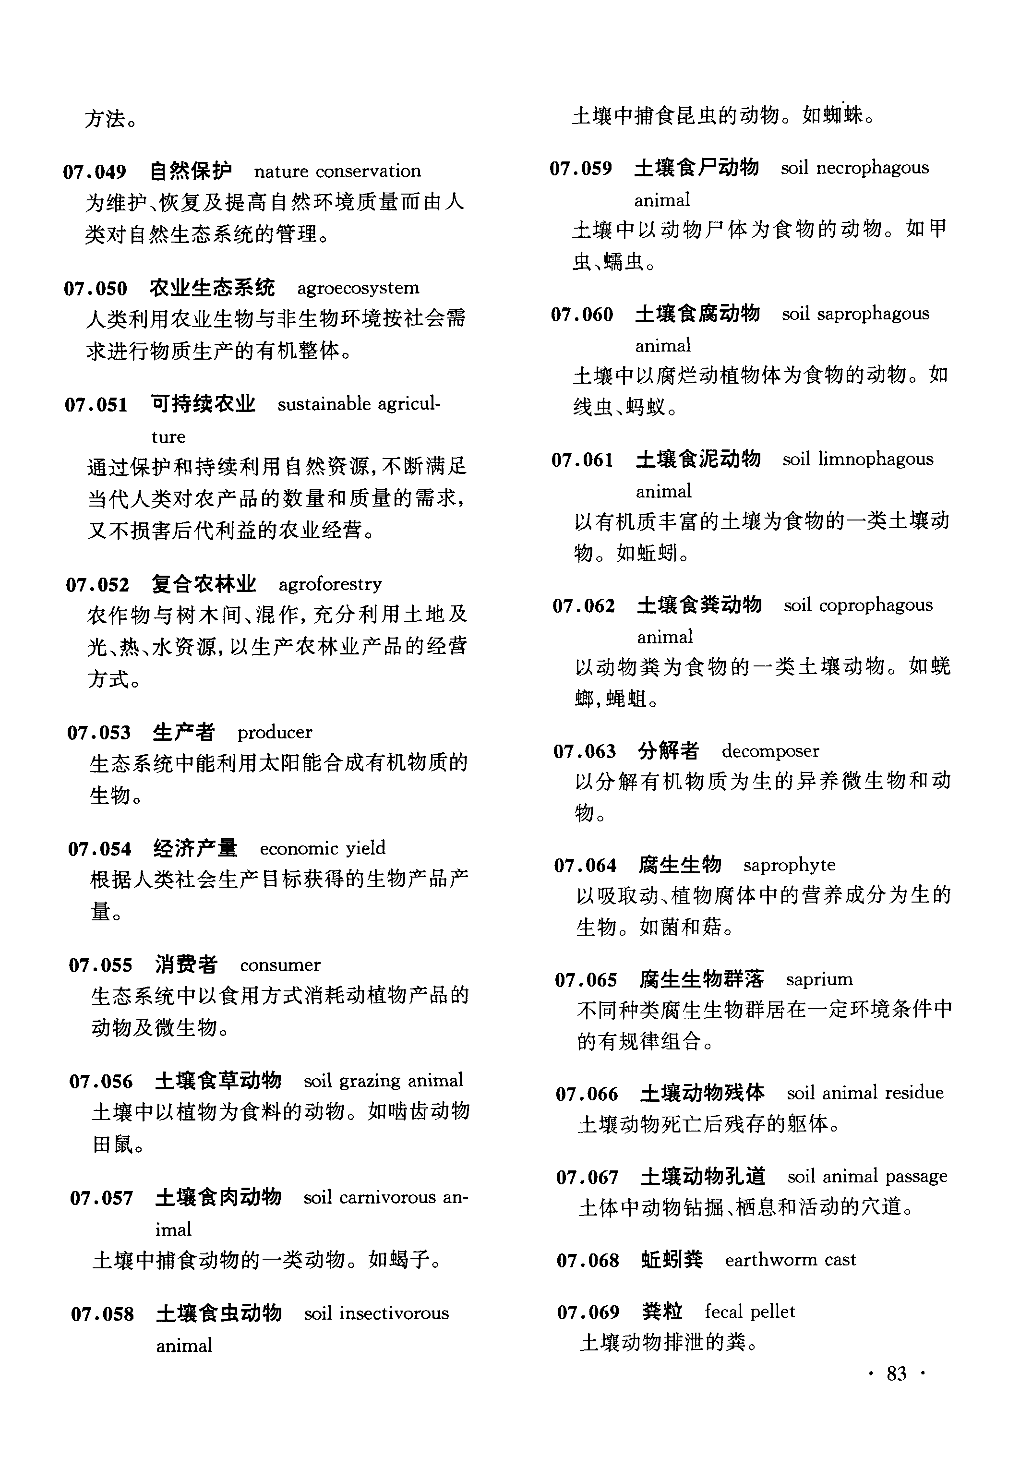 方法。
07.049 自然保护 nature conservation
为维护、恢复及提高自然环境质量而由人
类对自然生态系统的管理。
07.050 农业生态系统 agroecosystem
人类利用农业生物与非生物环境按社会需
求进行物质生产的有机整体。
07.051 可持续农业 sustainable agricul-
ture
通过保护和持续利用自然资源,不断满足
当代人类对农产品的数量和质量的需求,
又不损害后代利益的农业经营。
07.052 复合农林业 agroforestry
农作物与树木间、混作,充分利用土地及
光、热、水资源,以生产农林业产品的经营
方式。
07.053 生产者 producer
生态系统中能利用太阳能合成有机物质的
生物。
07.054 经济产量 economic yield
根据人类社会生产目标获得的生物产品产
量。
07.055 消费者 consumer
生态系统中以食用方式消耗动植物产品的
动物及微生物。
07.056 土壤食草动物 soil grazing animal
土壤中以植物为食料的动物。如啮齿动物
田鼠。
07.057 土壤食肉动物 soil carnivorous an-
imal
土壤中捕食动物的一类动物。如蝎子。
07.058 土壤食虫动物 soil insectivorous
animal
土壤中捕食昆虫的动物。如蜘蛛。
07.059 土壤食尸动物 soil necrophagous
animal
土壤中以动物尸体为食物的动物。如甲
虫、蠕虫。
07.060 土壤食腐动物 soil saprophagous
animal
土壤中以腐烂动植物体为食物的动物。如
线虫、蚂蚁。
07.061 土壤食泥动物 soil limnophagous
animal
以有机质丰富的土壤为食物的一类土壤动
物。如蚯蚓。
07.062 土壤食粪动物 soil coprophagous
animal
以动物粪为食物的一类土壤动物。如蜣
螂,蝇蛆。
07.063 分解者 decomposer
以分解有机物质为生的异养微生物和动
物。
07.064 腐生生物 saprophyte
以吸取动、植物腐体中的营养成分为生的
生物。如菌和菇。
07.065 腐生生物群落 saprium
不同种类腐生生物群居在一定环境条件中
的有规律组合。
07.066 土壤动物残体 soil animal residue
土壤动物死亡后残存的躯体。
07.067 土壤动物孔道 soil animal passage
土体中动物钻掘、栖息和活动的穴道。
07.068 蚯蚓粪 earthworm cast
07.069 粪粒 fecal pellet
土壤动物排泄的粪。
· 83 ·